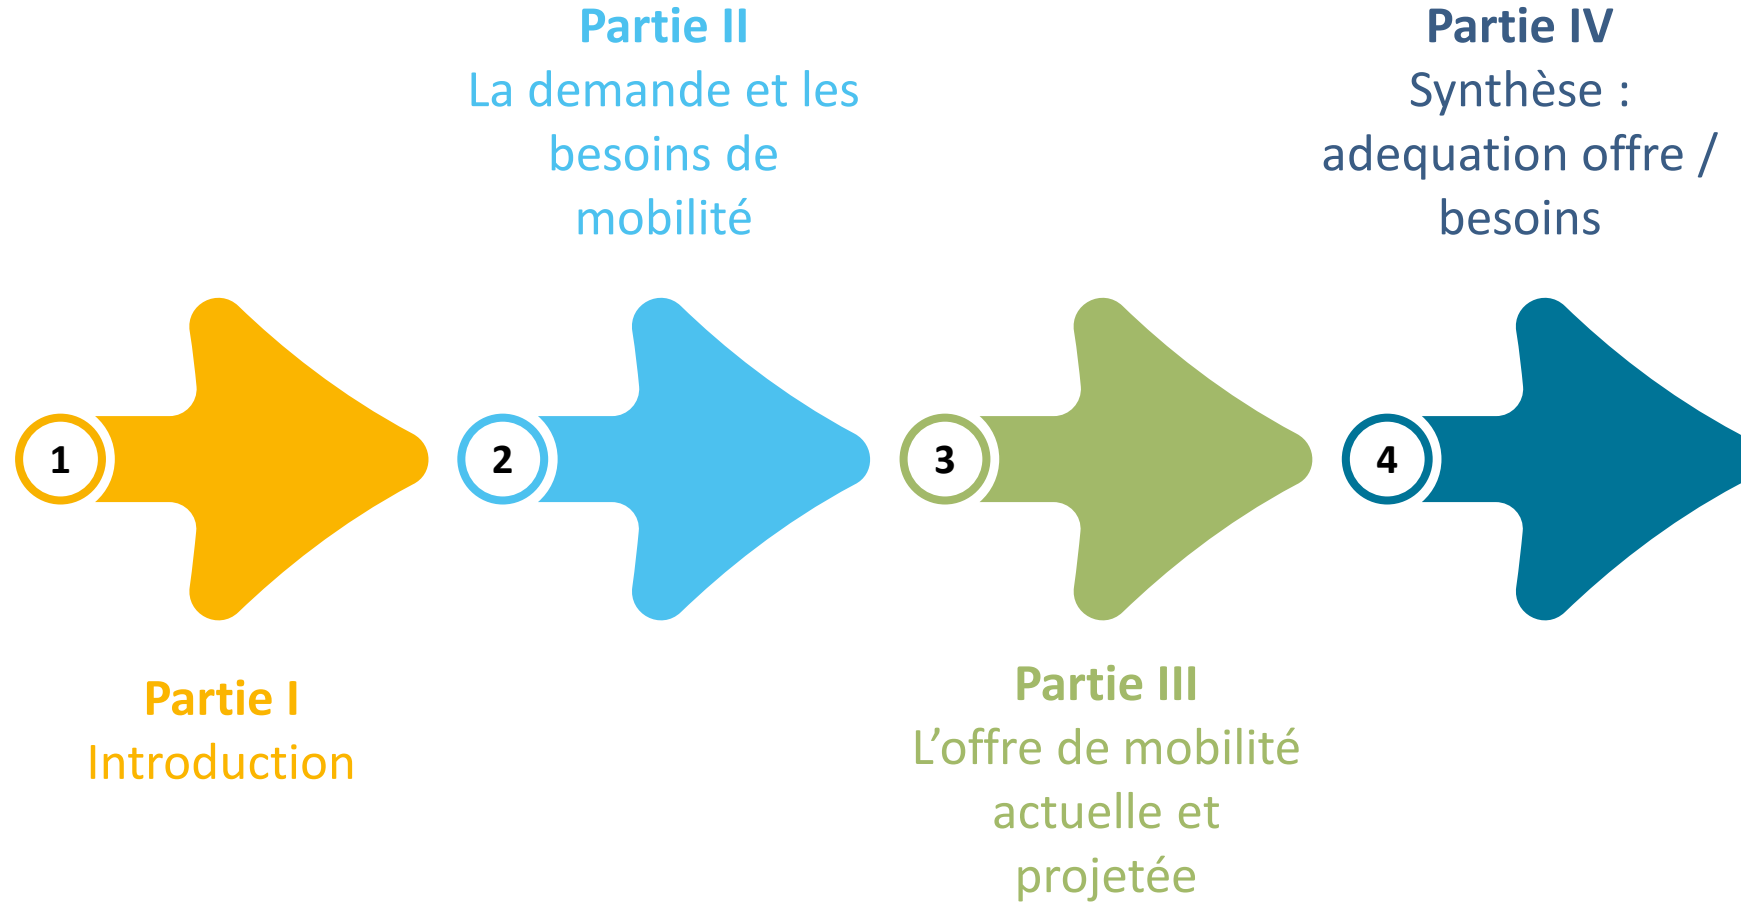 Partie II
La demande et les
besoins de
mobilité
Partie IV
Synthèse :
adequation offre /
besoins
1
2
3
4
Partie I
Introduction
Partie III
L’offre de mobilité
actuelle et
projetée